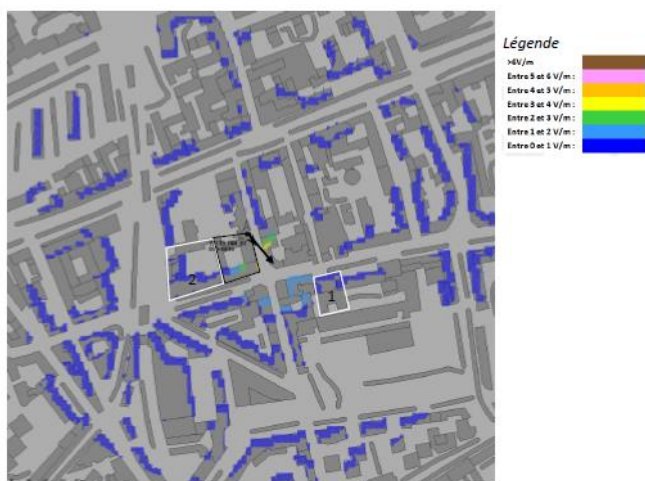 Légende
>6V/m
Entre 5 et 6 V/m :
Entre 4 et 5 V/m :
Entre 3 et 4 V/m :
Entre 2 et 3 V/m :
Entre 1 et 2 V/m :
Entre 0 et 1 V/m :
2
1